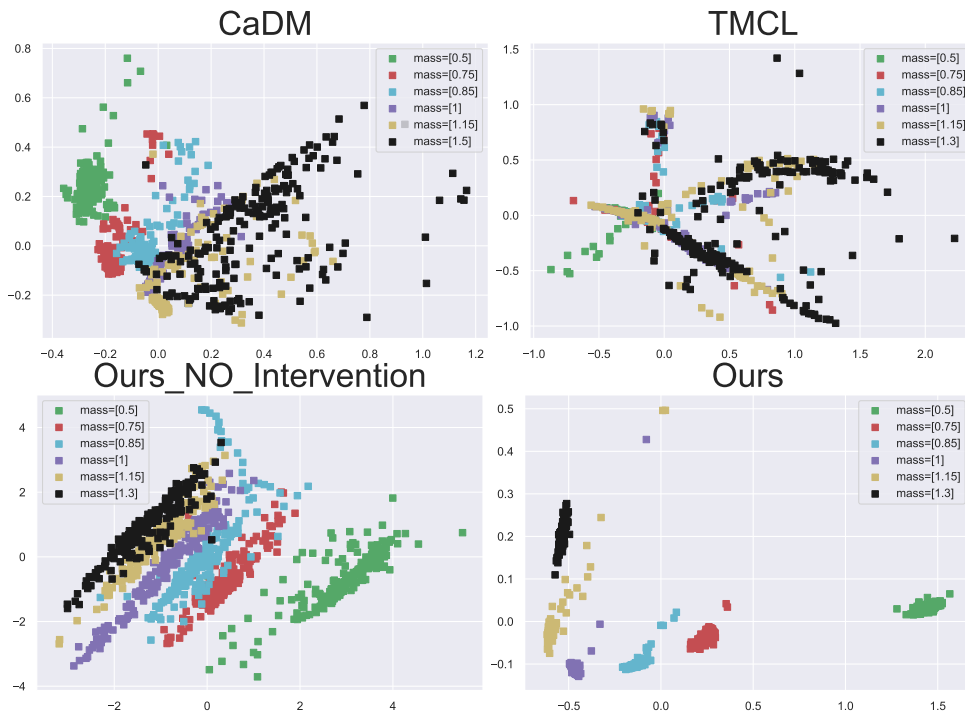 CaDM
0.8
0.6
0.4
0.2
0.0
−0.2
−0.4 −0.2 0.0 0.2 0.4 0.6 0.8 1.0 1.2
mass=[0.5]
mass=[0.75]
mass=[0.85]
mass=[1]
mass=[1.15]
mass=[1.5]
TMCL
1.5
1.0
0.5
0.0
−0.5
−1.0
−1.0 −0.5 0.0 0.5 1.0 1.5 2.0
mass=[0.5]
mass=[0.75]
mass=[0.85]
mass=[1]
mass=[1.15]
mass=[1.3]
Ours_NO_Intervention
4
2
0
−2
−4
−2 0 2 4
mass=[0.5]
mass=[0.75]
mass=[0.85]
mass=[1]
mass=[1.15]
mass=[1.3]
Ours
0.5
0.4
0.3
0.2
0.1
0.0
−0.1
−0.5 0.0 0.5 1.0 1.5
mass=[0.5]
mass=[0.75]
mass=[0.85]
mass=[1]
mass=[1.15]
mass=[1.3]